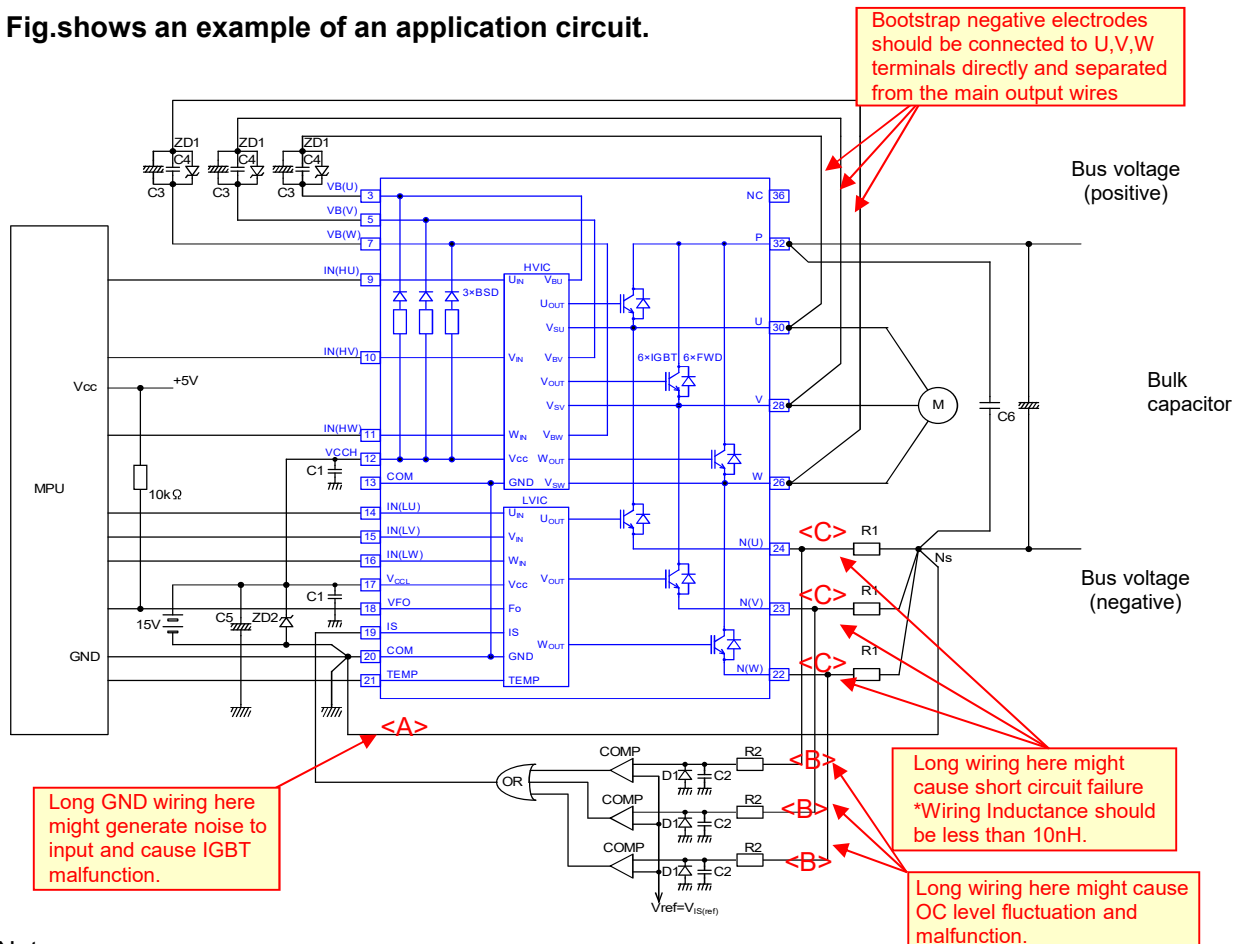 Fig.shows an example of an application circuit.
Bootstrap negative electrodes
should be connected to U,V,W
terminals directly and separated
from the main output wires
ZD1
ZD1
ZD1
C4
C4
C4
C3
C3
C3
Bus voltage
(positive)
VB(U)
3
VB(V)
5
VB(W)
7
NC 36
P
32
IN(HU)
9
HVIC
UIN VBU
3×BSD
UOUT
VSU
U
30
IN(HV)
10
VIN VBV
6×IGBT 6×FWD
VOUT
VSV
V
28
Vcc
+5V
M
C6
Bulk
capacitor
IN(HW)
11
WIN VBW
VCCH
12
Vcc WOUT
C1
COM
13
GND VSW
W
26
MPU
10kΩ
LVIC
IN(LU)
14
UIN UOUT
IN(LV)
15
VIN
IN(LW)
16
WIN
N(U)
24
<C>
R1
Ns
VCCL
17
Vcc VOUT
C1
Bus voltage
(negative)
VFO
18
Fo
N(V)
23
<C>
R1
15V
C5
ZD2
IS
19
IS
WOUT
GND
COM
20
GND
N(W)
22
<C>
R1
TEMP
21
TEMP
<A>
COMP
R2
<B>
D1
C2
OR
COMP
R2
<B>
D1
C2
COMP
R2
<B>
D1
C2
Vref=VIS(ref)
Long GND wiring here
might generate noise to
input and cause IGBT
malfunction.
Long wiring here might
cause short circuit failure
*Wiring Inductance should
be less than 10nH.
Long wiring here might cause
OC level fluctuation and
malfunction.